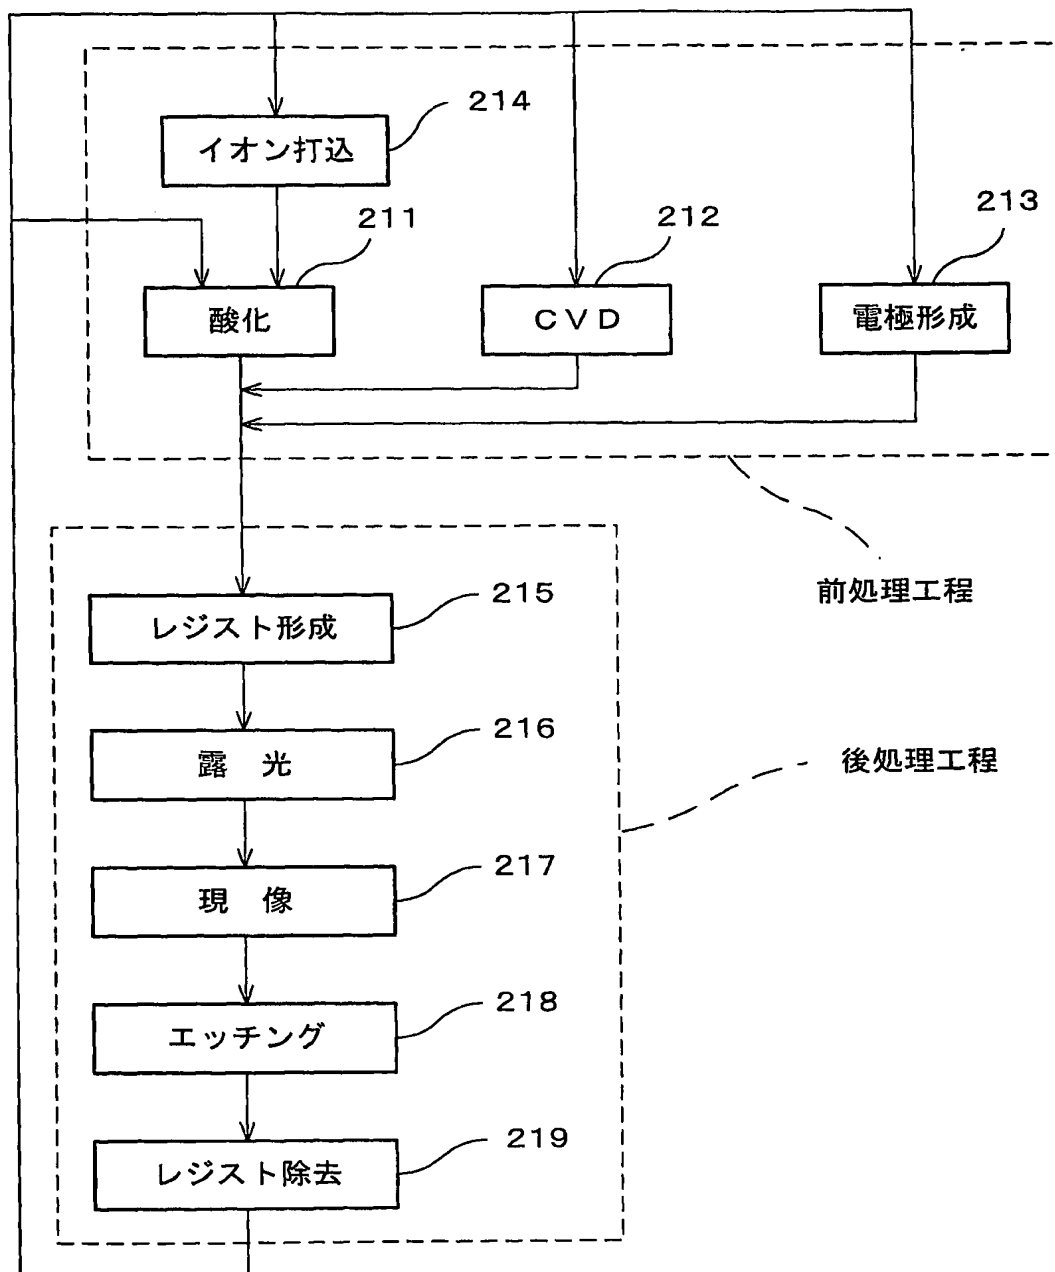 214
イオン打込
211
212
213
酸化
ＣＶＤ
電極形成
前処理工程
215
レジスト形成
216
露　光
後処理工程
217
現　像
218
エッチング
219
レジスト除去